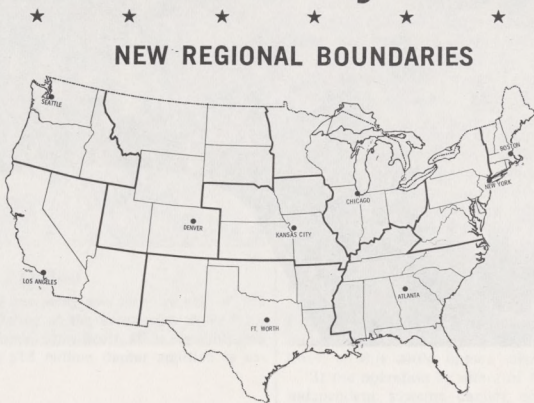 NEW REGIONAL BOUNDARIES
SEATTLE
BOSTON
NEW YORK
CHICAGO
DENVER
KANSAS CITY
LOS ANGELES
ATLANTA
FT. WORTH